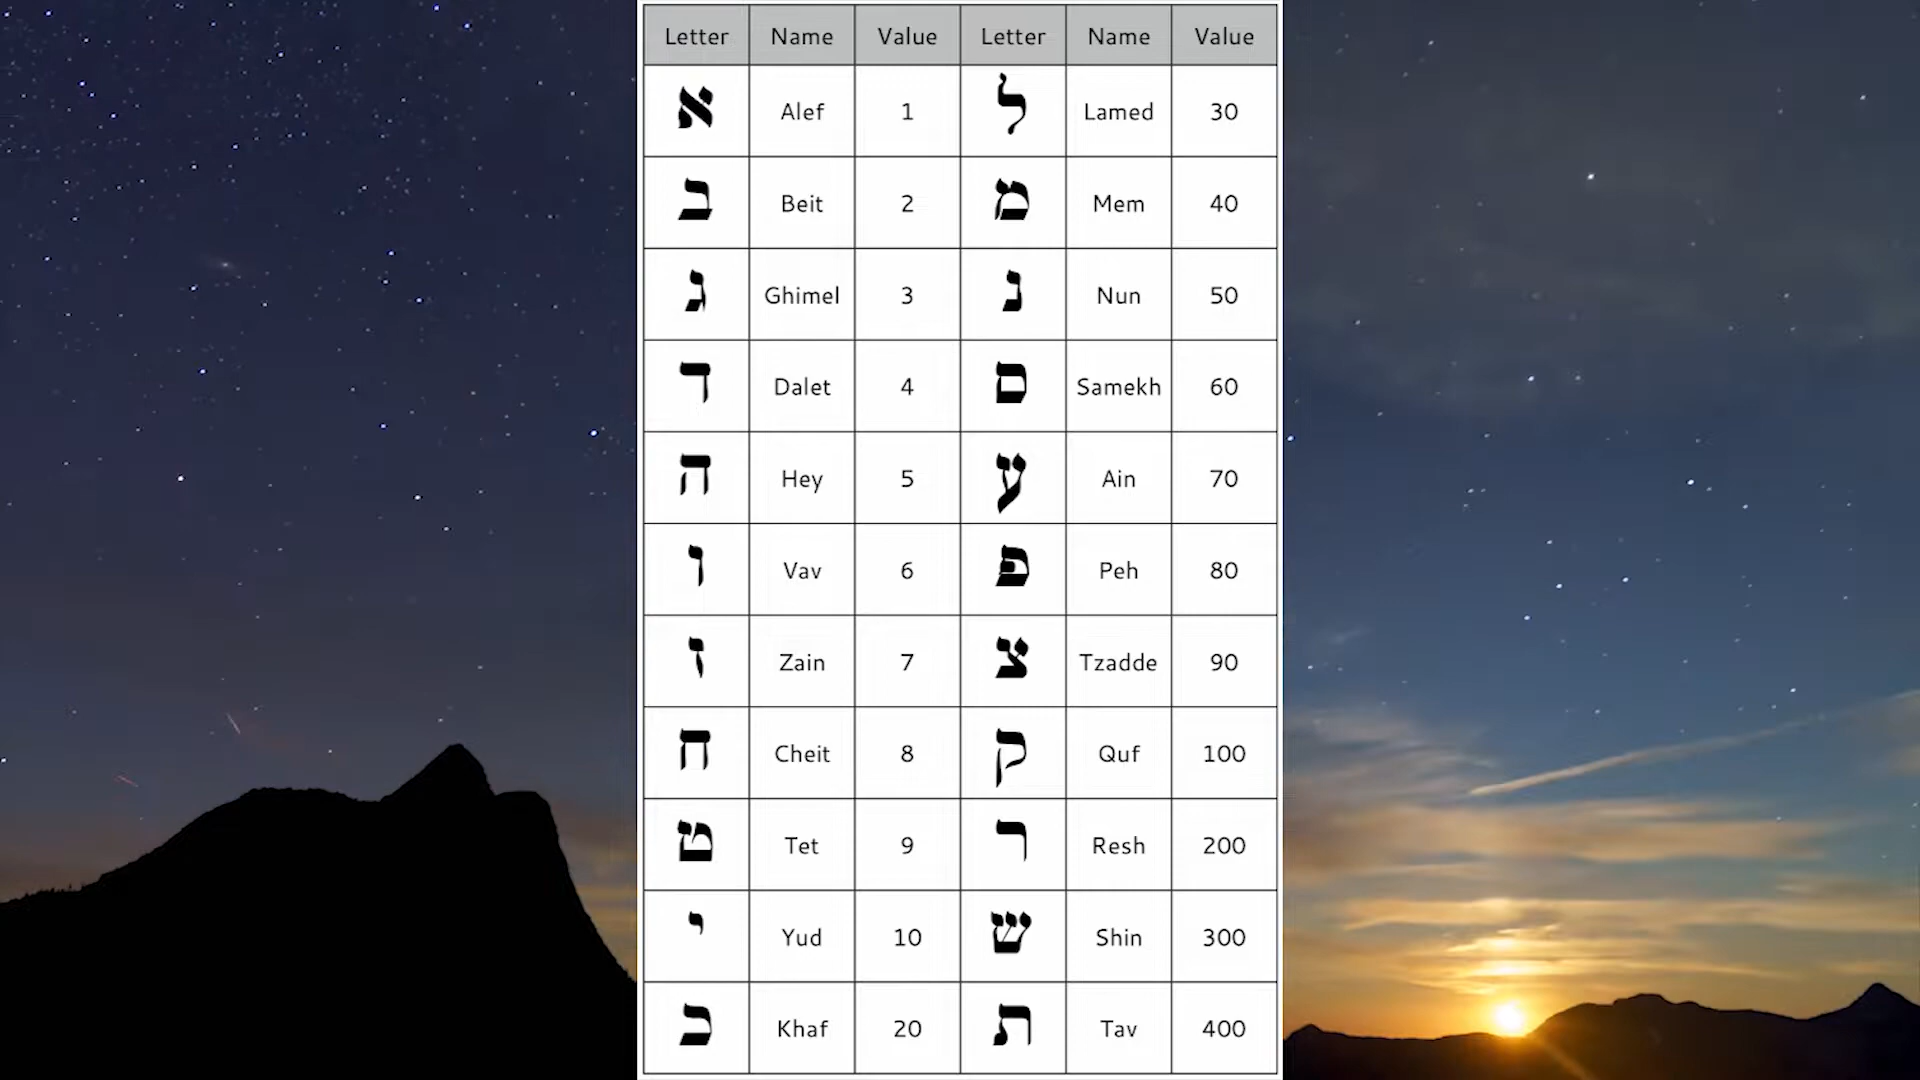 Letter Name Value Letter Name Value
א Alef 1 ל Lamed 30
ב Beit 2 מ Mem 40
ג Ghimel 3 נ Nun 50
ד Dalet 4 ם Samekh 60
ה Hey 5 ע Ain 70
ו Vav 6 פ Peh 80
ז Zain 7 צ Tzadde 90
ח Cheit 8 ק Quf 100
ט Tet 9 ר Resh 200
י Yud 10 ש Shin 300
כ Khaf 20 ת Tav 400